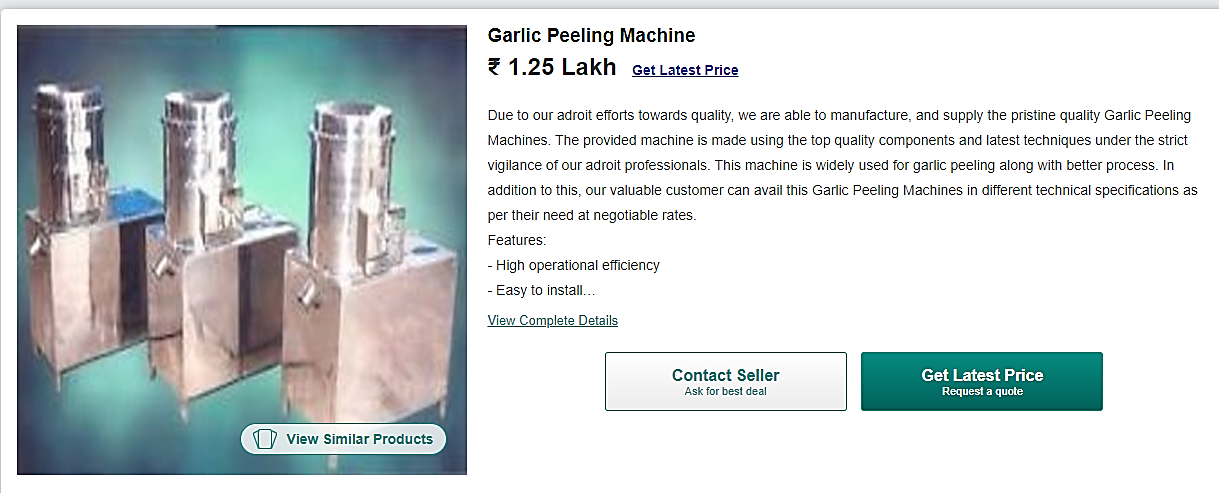 Garlic Peeling Machine
₹ 1.25 Lakh Get Latest Price
Due to our adroit efforts towards quality, we are able to manufacture, and supply the pristine quality Garlic Peeling
Machines. The provided machine is made using the top quality components and latest techniques under the strict
vigilance of our adroit professionals. This machine is widely used for garlic peeling along with better process. In
addition to this, our valuable customer can avail this Garlic Peeling Machines in different technical specifications as
per their need at negotiable rates.
Features:
- High operational efficiency
- Easy to install…
View Complete Details
Contact Seller
Ask for best deal
Get Latest Price
Request a quote
View Similar Products